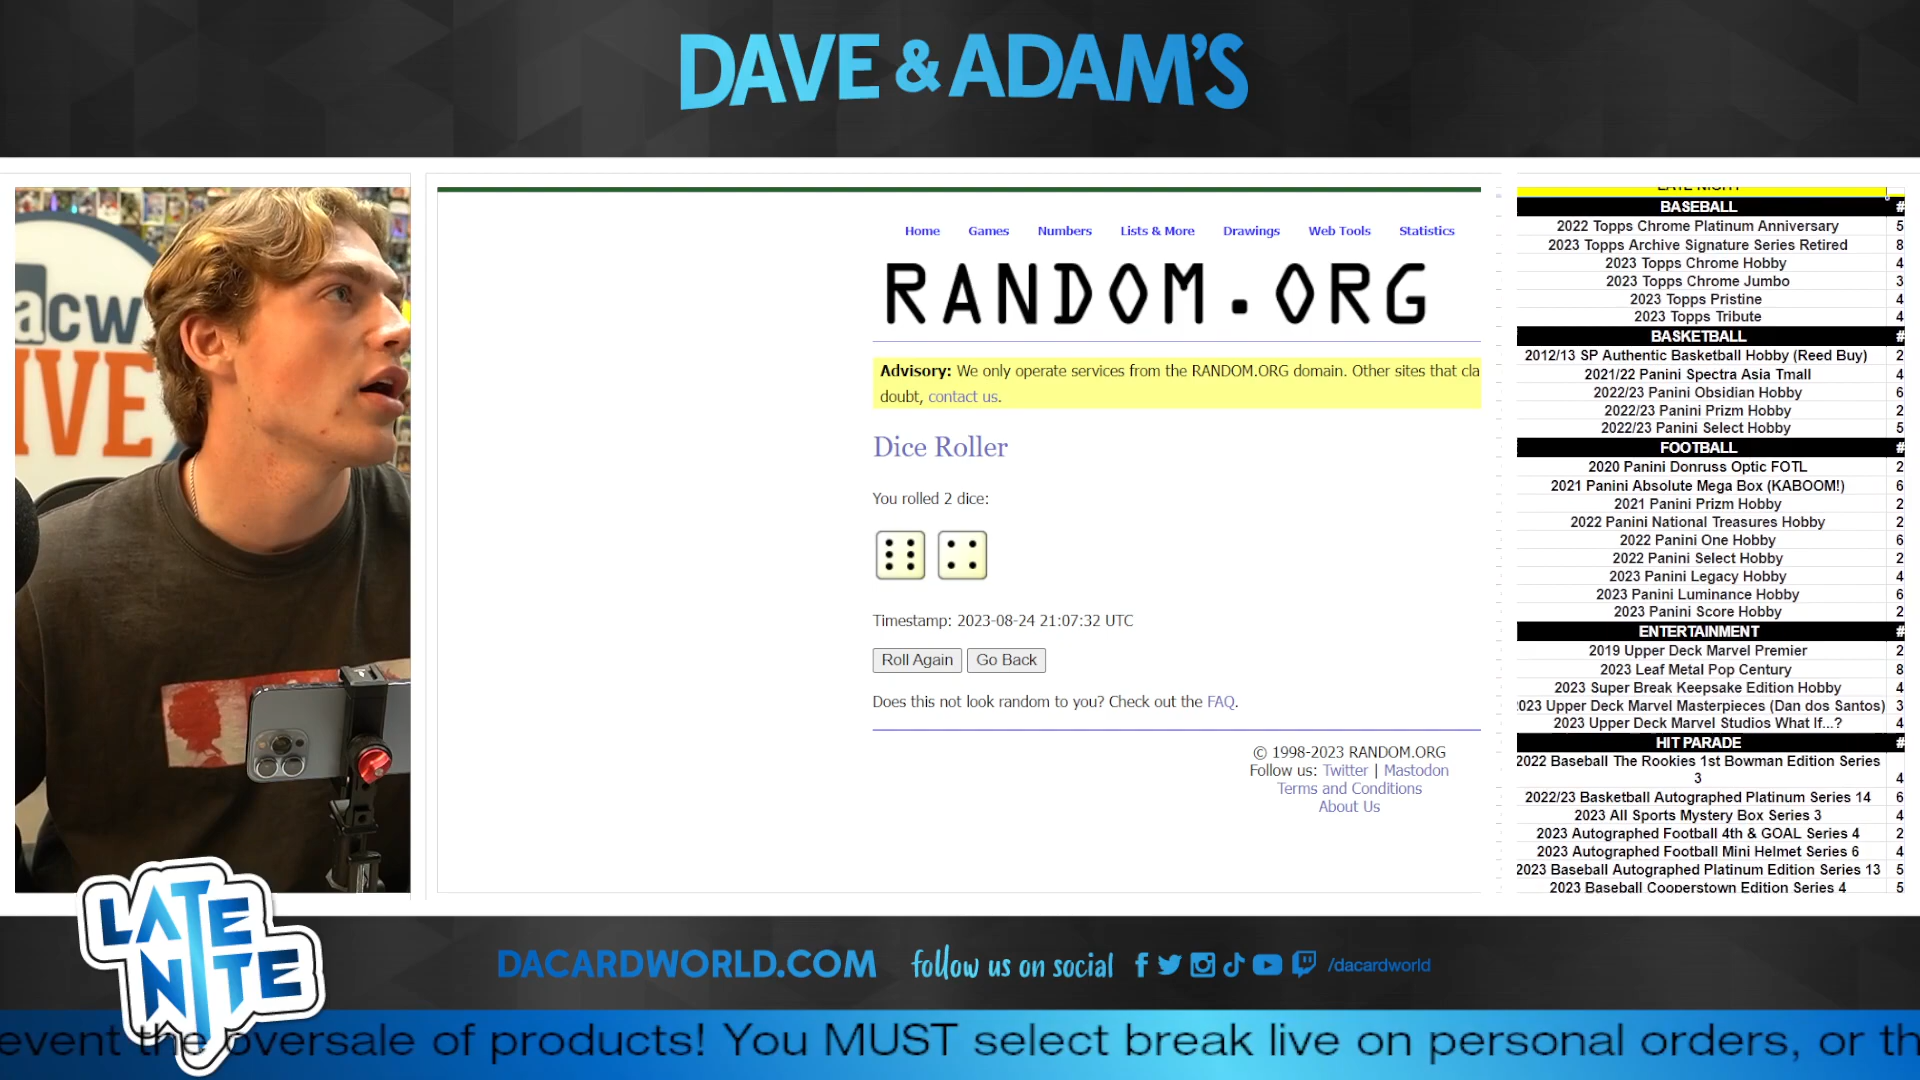 DAVE & ADAM'S
acw
IVE
Home Games Numbers Lists & More Drawings Web Tools Statistics
RANDOM.ORG
Advisory: We only operate services from the RANDOM.ORG domain. Other sites that cla
doubt, contact us.
Dice Roller
You rolled 2 dice:
Timestamp: 2023-08-24 21:07:32 UTC
Roll Again Go Back
Does this not look random to you? Check out the FAQ.
© 1998-2023 RANDOM.ORG
Follow us: Twitter | Mastodon
Terms and Conditions
About Us
LATE NIGHT
BASEBALL #
2022 Topps Chrome Platinum Anniversary 5
2023 Topps Archive Signature Series Retired 8
2023 Topps Chrome Hobby 4
2023 Topps Chrome Jumbo 3
2023 Topps Pristine 4
2023 Topps Tribute 4
BASKETBALL #
2012/13 SP Authentic Basketball Hobby (Reed Buy) 2
2021/22 Panini Spectra Asia Tmall 4
2022/23 Panini Obsidian Hobby 6
2022/23 Panini Prizm Hobby 2
2022/23 Panini Select Hobby 5
FOOTBALL #
2020 Panini Donruss Optic FOTL 2
2021 Panini Absolute Mega Box (KABOOM!) 6
2021 Panini Prizm Hobby 2
2022 Panini National Treasures Hobby 2
2022 Panini One Hobby 6
2022 Panini Select Hobby 2
2023 Panini Legacy Hobby 4
2023 Panini Luminance Hobby 6
2023 Panini Score Hobby 2
ENTERTAINMENT #
2019 Upper Deck Marvel Premier 2
2023 Leaf Metal Pop Century 8
2023 Super Break Keepsake Edition Hobby 4
2023 Upper Deck Marvel Masterpieces (Dan dos Santos) 3
2023 Upper Deck Marvel Studios What If...? 4
HIT PARADE #
2022 Baseball The Rookies 1st Bowman Edition Series
3 4
2022/23 Basketball Autographed Platinum Series 14 6
2023 All Sports Mystery Box Series 3 4
2023 Autographed Football 4th & GOAL Series 4 2
2023 Autographed Football Mini Helmet Series 6 4
2023 Baseball Autographed Platinum Edition Series 13 5
2023 Baseball Cooperstown Edition Series 4 5
LATE
NITE
DACARDWORLD.COM follow us on social /dacardworld
event the oversale of products! You MUST select break live on personal orders, or th